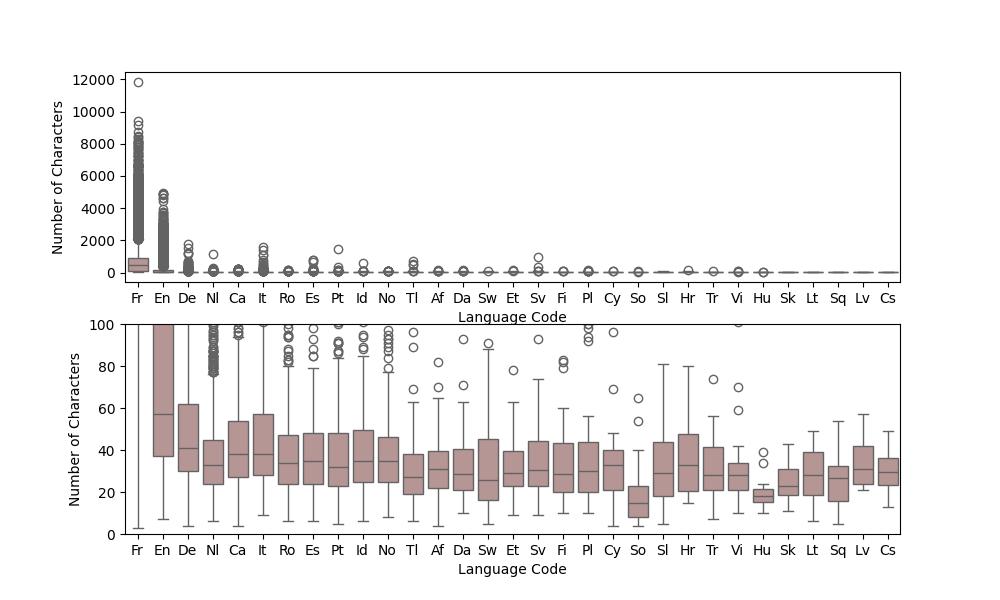 12000
10000
8000
6000
4000
2000
0
Number of Characters
Fr En De Nl Ca It Ro Es Pt Id No Tl Af Da Sw Et Sv Fi Pl Cy So Sl Hr Tr Vi Hu Sk Lt Sq Lv Cs
Language Code
100
80
60
40
20
0
Number of Characters
Fr En De Nl Ca It Ro Es Pt Id No Tl Af Da Sw Et Sv Fi Pl Cy So Sl Hr Tr Vi Hu Sk Lt Sq Lv Cs
Language Code